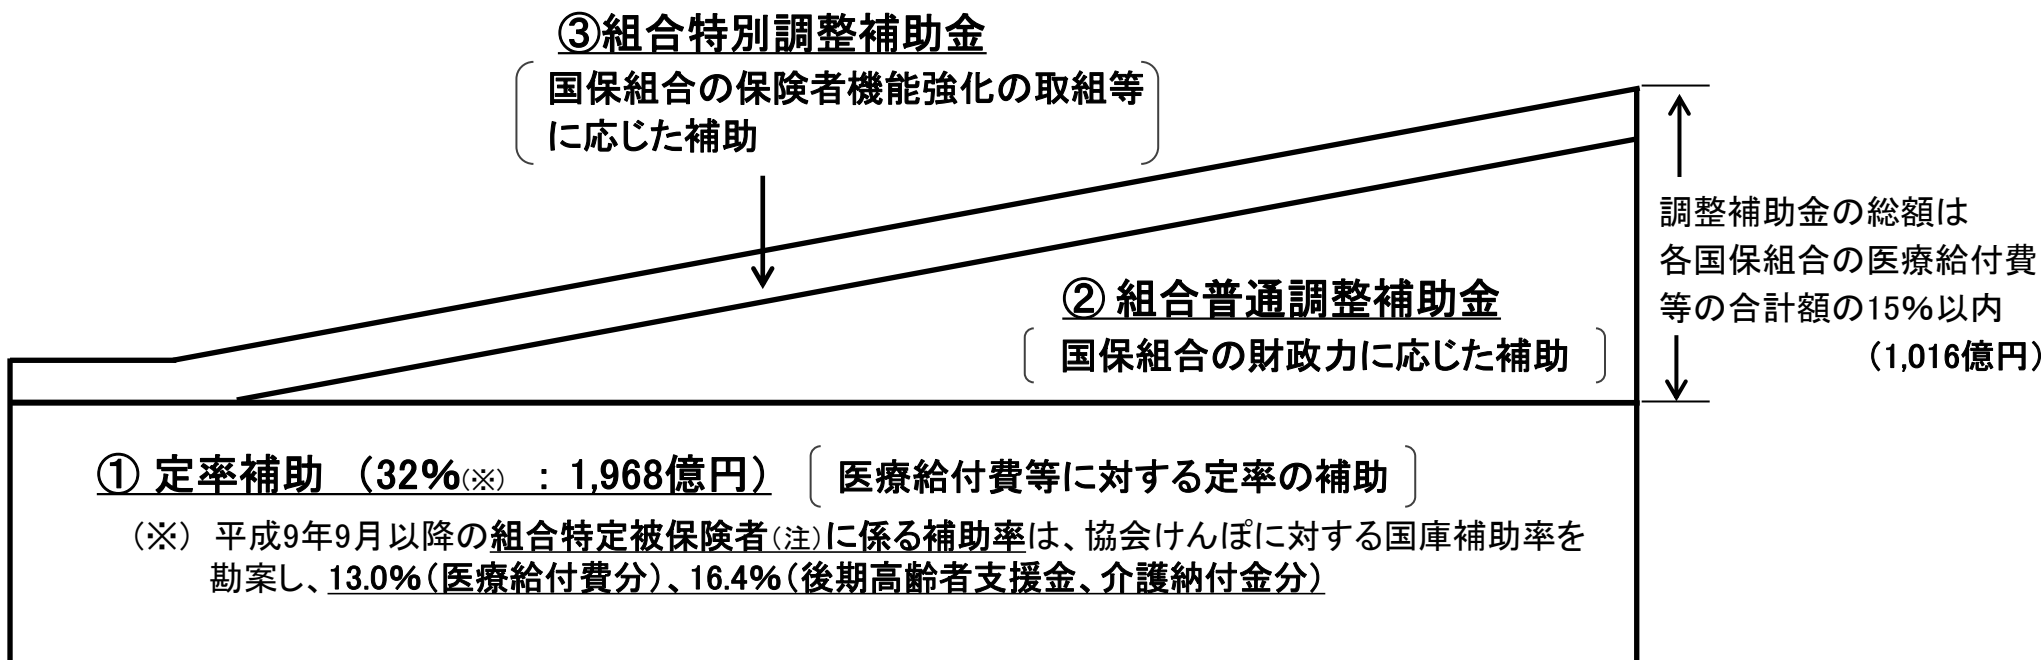 ③組合特別調整補助金
国保組合の保険者機能強化の取組等
に応じた補助
調整補助金の総額は
各国保組合の医療給付費
等の合計額の15%以内
（1,016億円）
② 組合普通調整補助金
国保組合の財政力に応じた補助
① 定率補助 （32%(※) ： 1,968億円） 医療給付費等に対する定率の補助
（※） 平成9年9月以降の組合特定被保険者(注)に係る補助率は、協会けんぽに対する国庫補助率を
勘案し、13.0%（医療給付費分）、16.4%（後期高齢者支援金、介護納付金分）